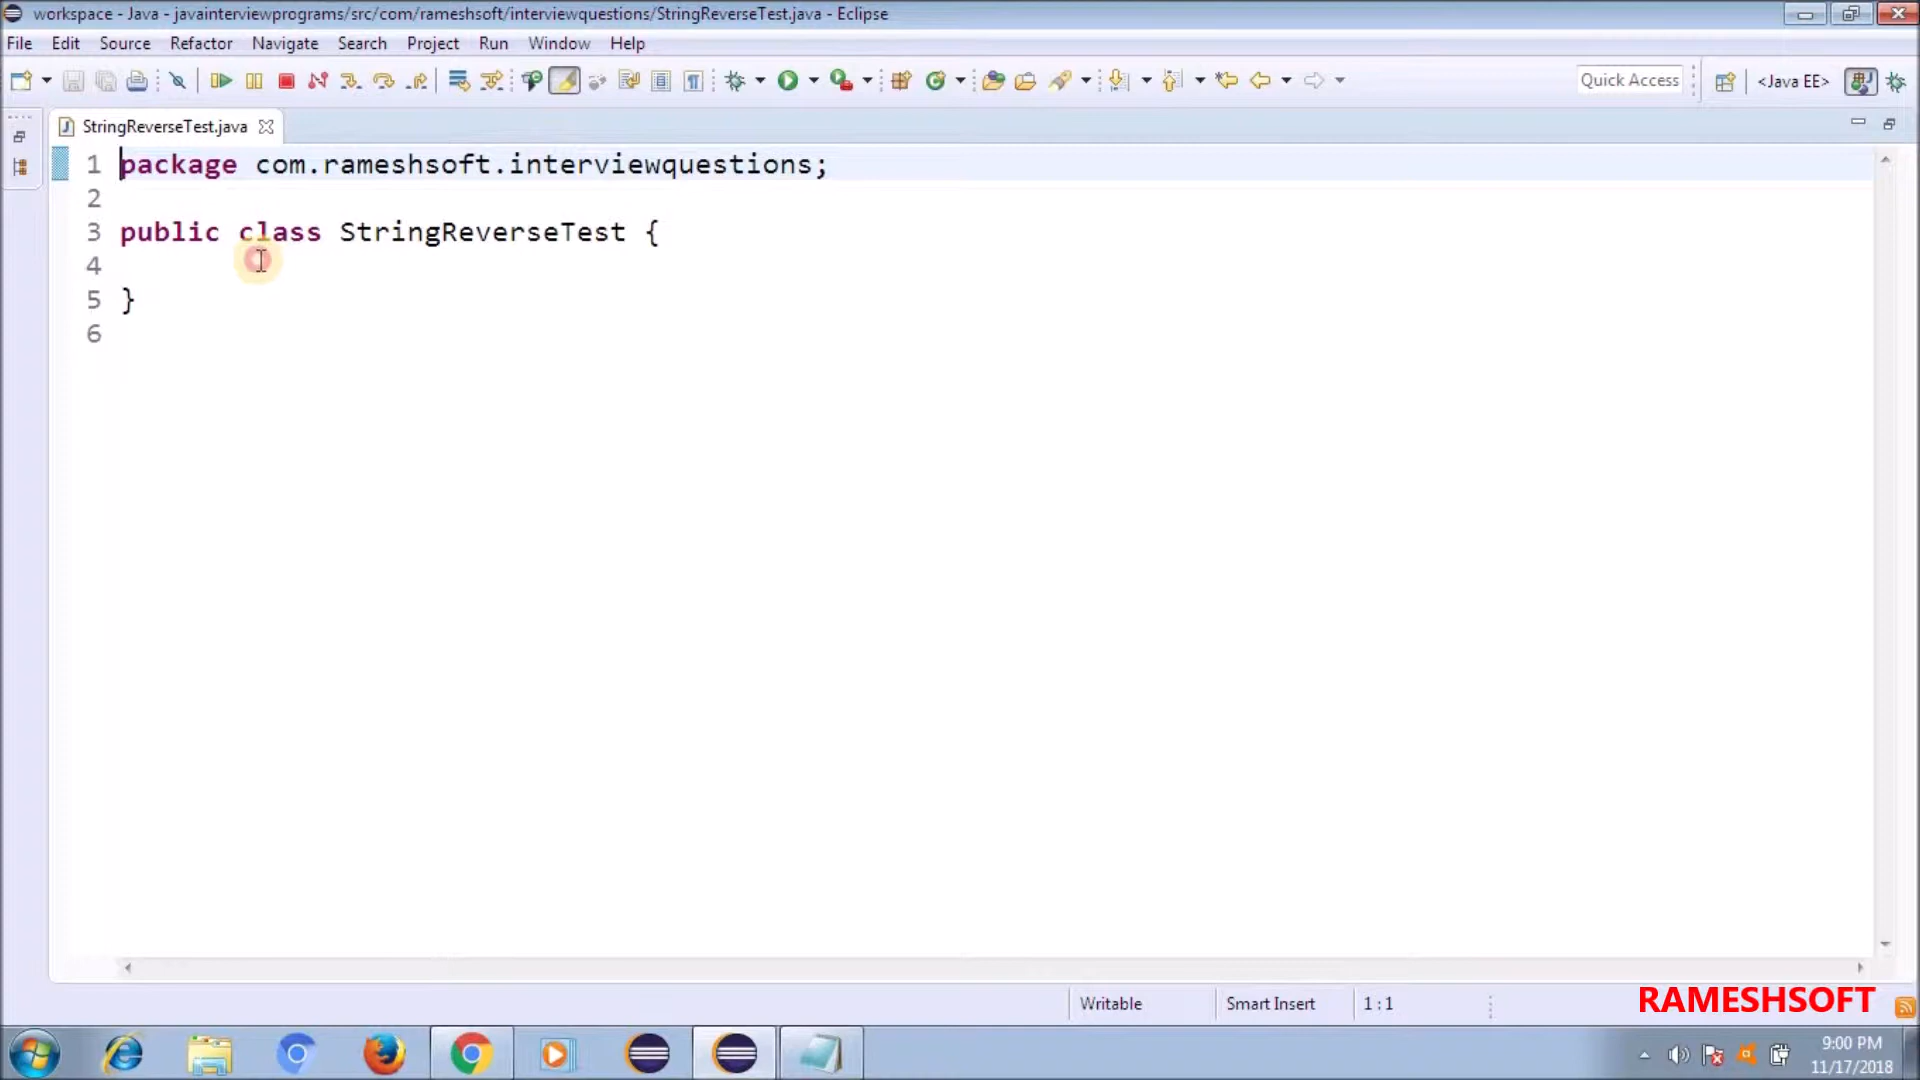 workspace - Java - javainterviewprograms/src/com/rameshsoft/interviewquestions/StringReverseTest.java - Eclipse
File Edit Source Refactor Navigate Search Project Run Window Help
Quick Access <Java EE>
StringReverseTest.java
1 package com.rameshsoft.interviewquestions;
2
3 public class StringReverseTest {
4
5 }
6
Writable Smart Insert 1 : 1
RAMESHSOFT
9:00 PM
11/17/2018